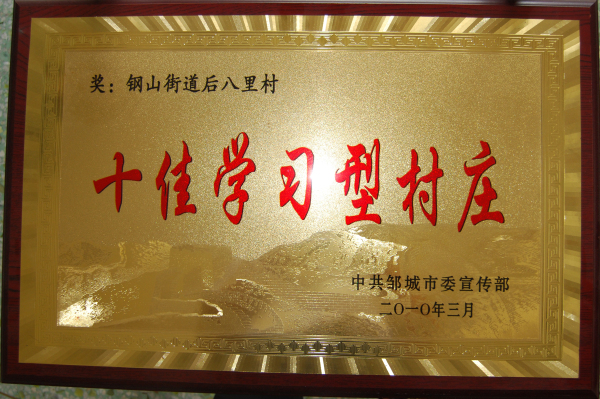 奖：钢山街道后八里村
十佳学习型村庄
中共邹城市委宣传部
二〇一〇年三月